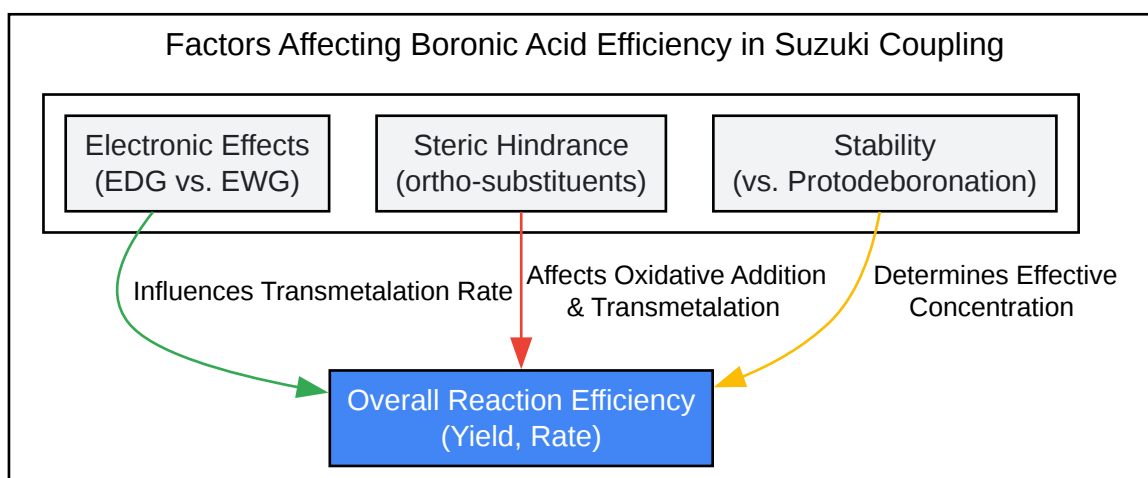 Factors Affecting Boronic Acid Efficiency in Suzuki Coupling
Electronic Effects
(EDG vs. EWG)
Steric Hindrance
(ortho-substituents)
Stability
(vs. Protodeboronation)
Influences Transmetalation Rate
Affects Oxidative Addition
& Transmetalation
Determines Effective
Concentration
Overall Reaction Efficiency
(Yield, Rate)